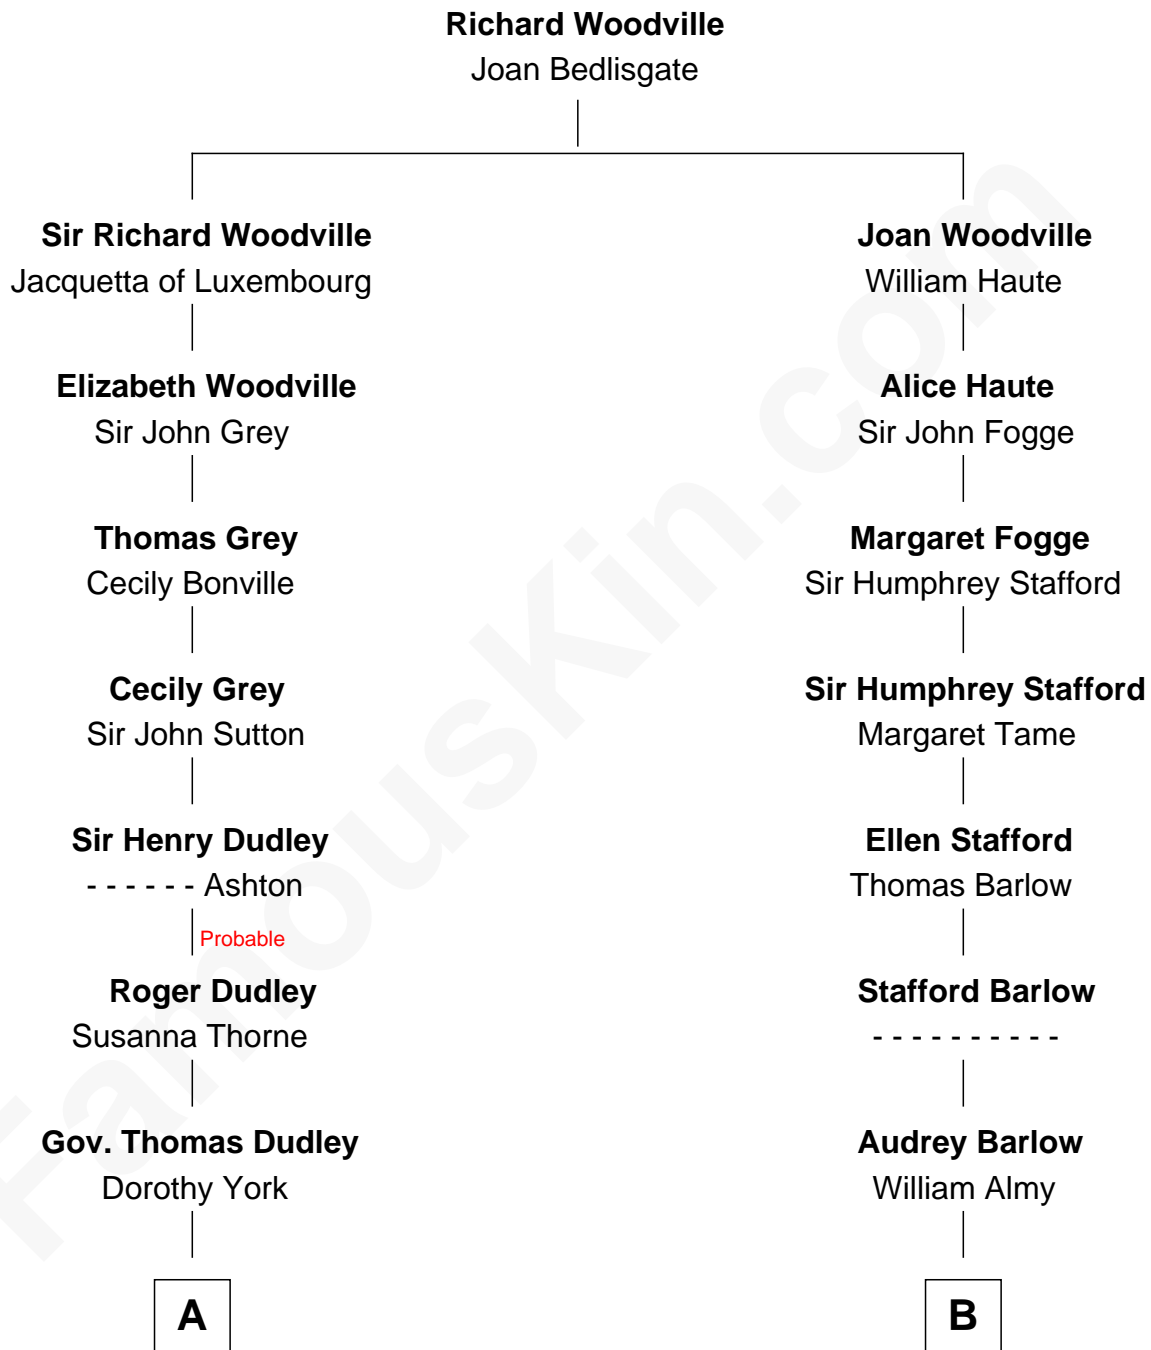 Richard Woodville
Joan Bedlisgate
Sir Richard Woodville
Jacquetta of Luxembourg
Joan Woodville
William Haute
Elizabeth Woodville
Sir John Grey
Alice Haute
Sir John Fogge
Thomas Grey
Cecily Bonville
Margaret Fogge
Sir Humphrey Stafford
Cecily Grey
Sir John Sutton
Sir Humphrey Stafford
Margaret Tame
Sir Henry Dudley
- - - - - - Ashton
Ellen Stafford
Thomas Barlow
Probable
Roger Dudley
Susanna Thorne
Stafford Barlow
- - - - - - - - - -
Gov. Thomas Dudley
Dorothy York
Audrey Barlow
William Almy
A
B
FamousKin.com